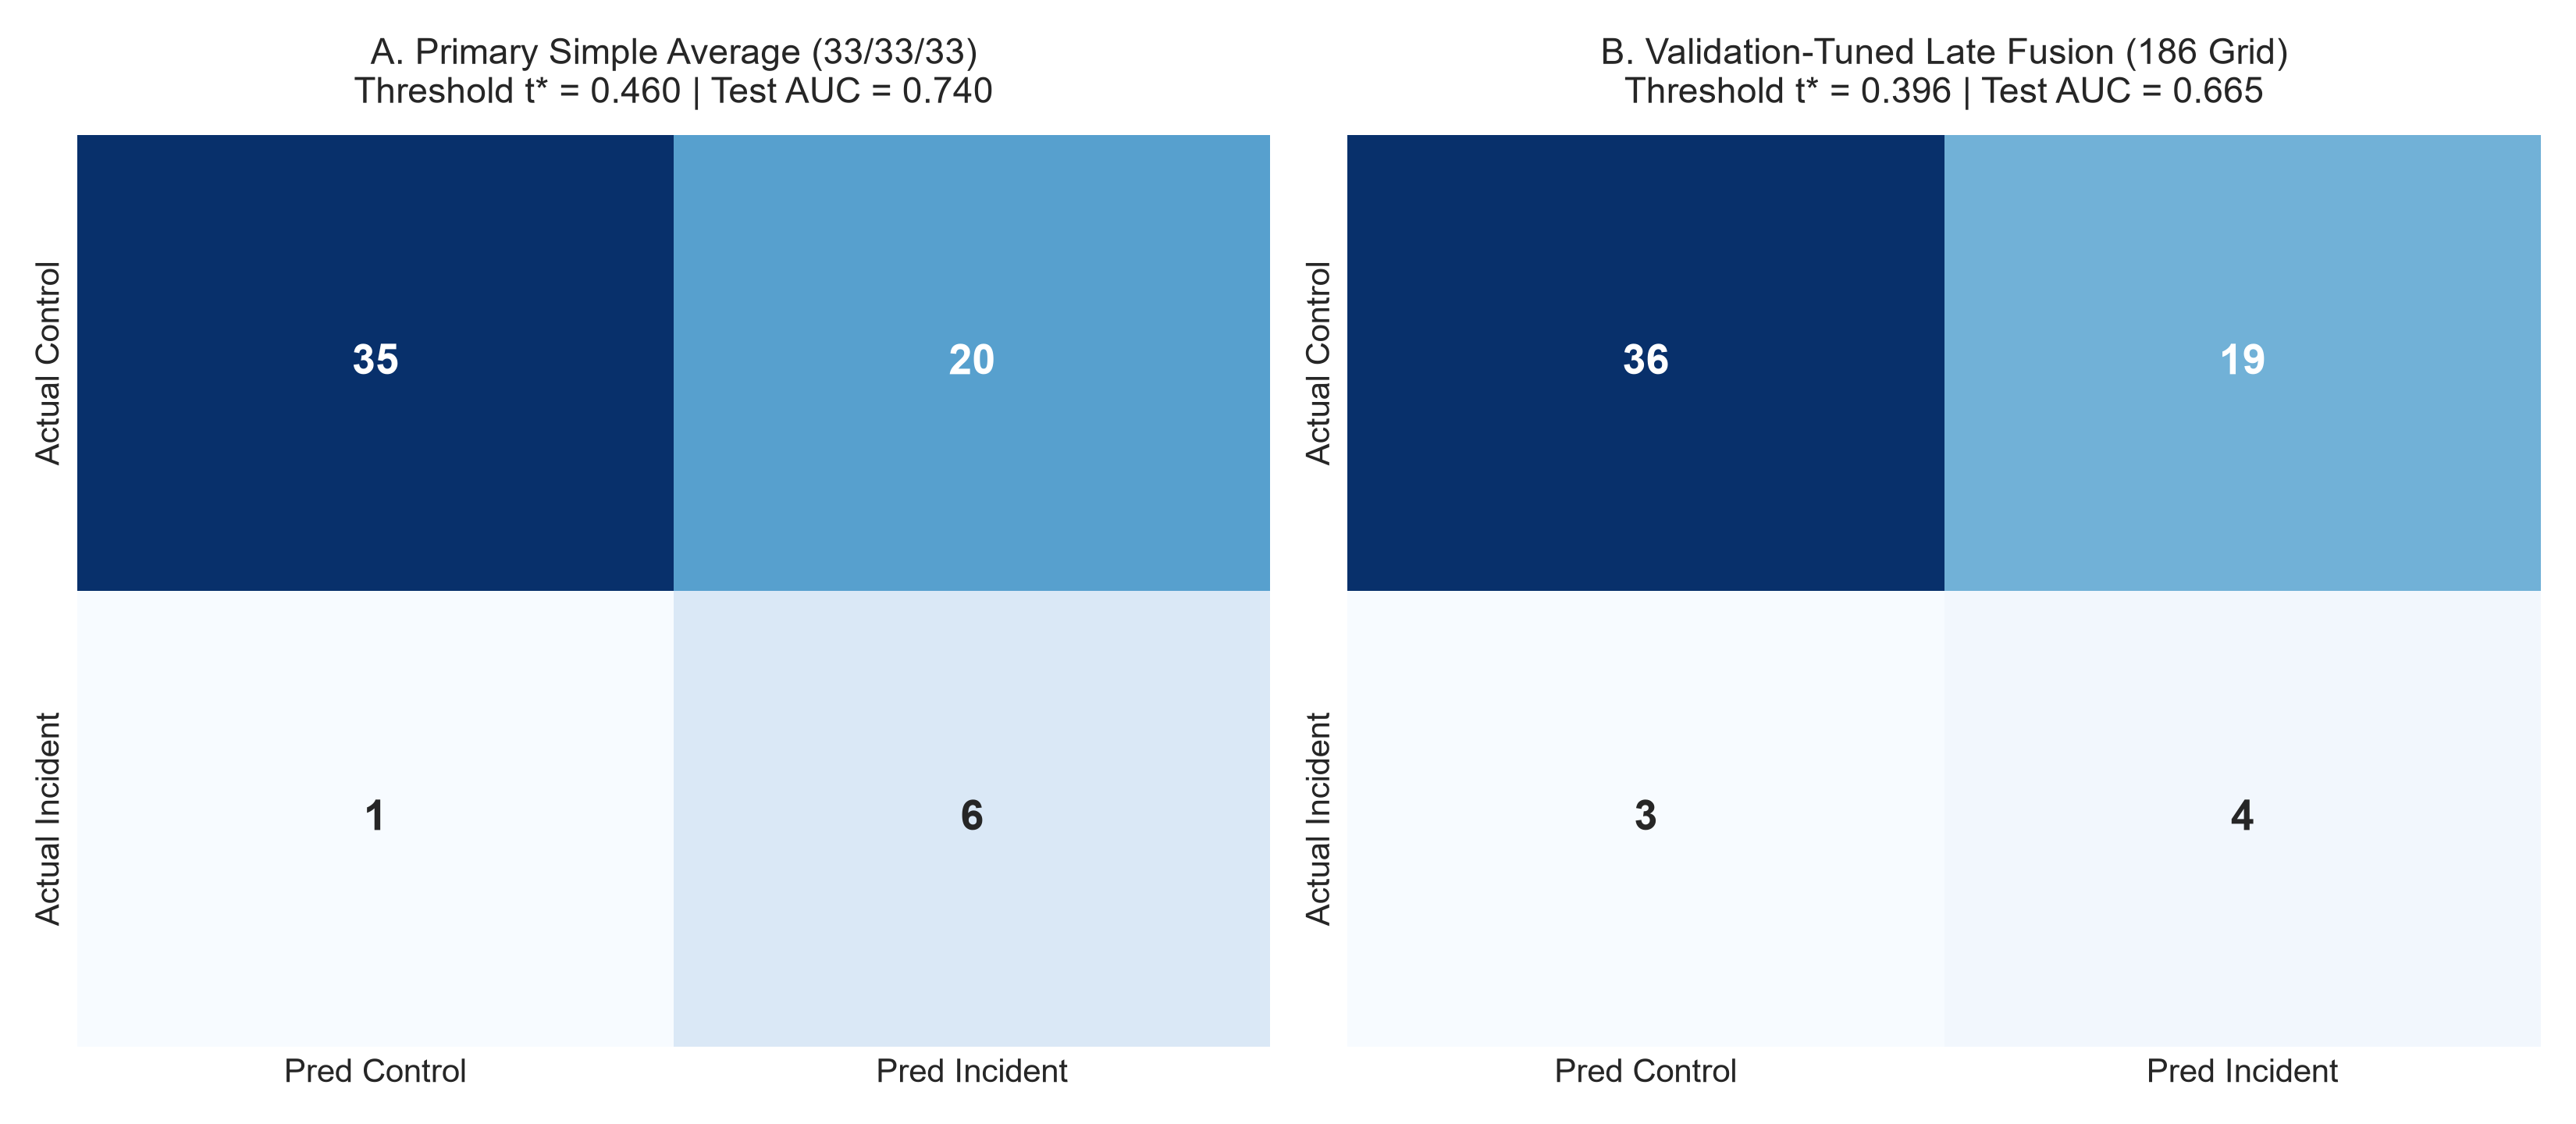 A. Primary Simple Average (33/33/33)
Threshold t* = 0.460 | Test AUC = 0.740
Actual Control
35
20
Actual Incident
1
6
Pred Control
Pred Incident
B. Validation-Tuned Late Fusion (186 Grid)
Threshold t* = 0.396 | Test AUC = 0.665
Actual Control
36
19
Actual Incident
3
4
Pred Control
Pred Incident